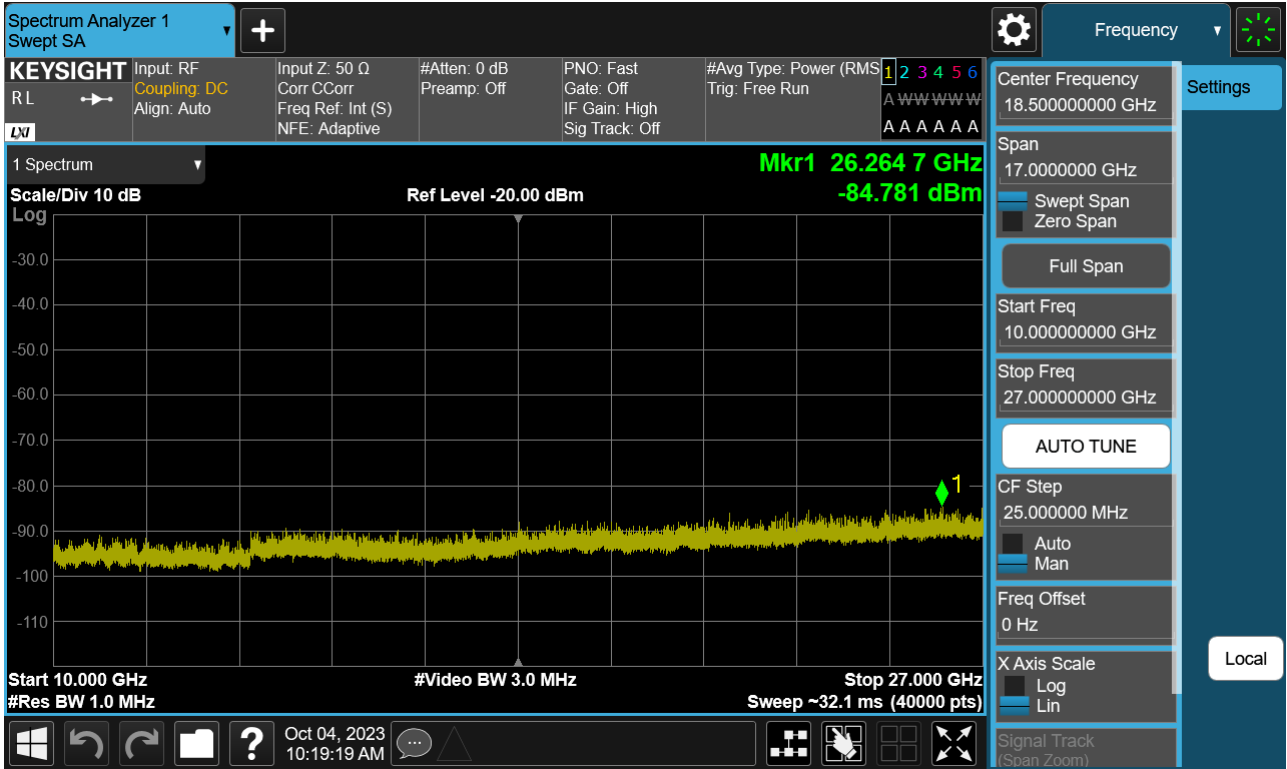 Spectrum Analyzer 1
Swept SA
Frequency
KEYSIGHT
R L
LXI
Input: RF
Coupling: DC
Align: Auto
Input Z: 50 Ω
Corr CCorr
Freq Ref: Int (S)
NFE: Adaptive
#Atten: 0 dB
Preamp: Off
PNO: Fast
Gate: Off
IF Gain: High
Sig Track: Off
#Avg Type: Power (RMS
Trig: Free Run
1 2 3 4 5 6
A W W W W W
A A A A A A
1 Spectrum
Mkr1 26.264 7 GHz
Scale/Div 10 dB
Ref Level -20.00 dBm
-84.781 dBm
Log
-30.0
-40.0
-50.0
-60.0
-70.0
-80.0
1
-90.0
-100
-110
Start 10.000 GHz
#Video BW 3.0 MHz
Stop 27.000 GHz
#Res BW 1.0 MHz
Sweep ~32.1 ms (40000 pts)
Center Frequency
18.500000000 GHz
Settings
Span
17.0000000 GHz
Swept Span
Zero Span
Full Span
Start Freq
10.000000000 GHz
Stop Freq
27.000000000 GHz
AUTO TUNE
CF Step
25.000000 MHz
Auto
Man
Freq Offset
0 Hz
X Axis Scale
Log
Lin
Local
Signal Track
(Span Zoom)
?
Oct 04, 2023
10:19:19 AM